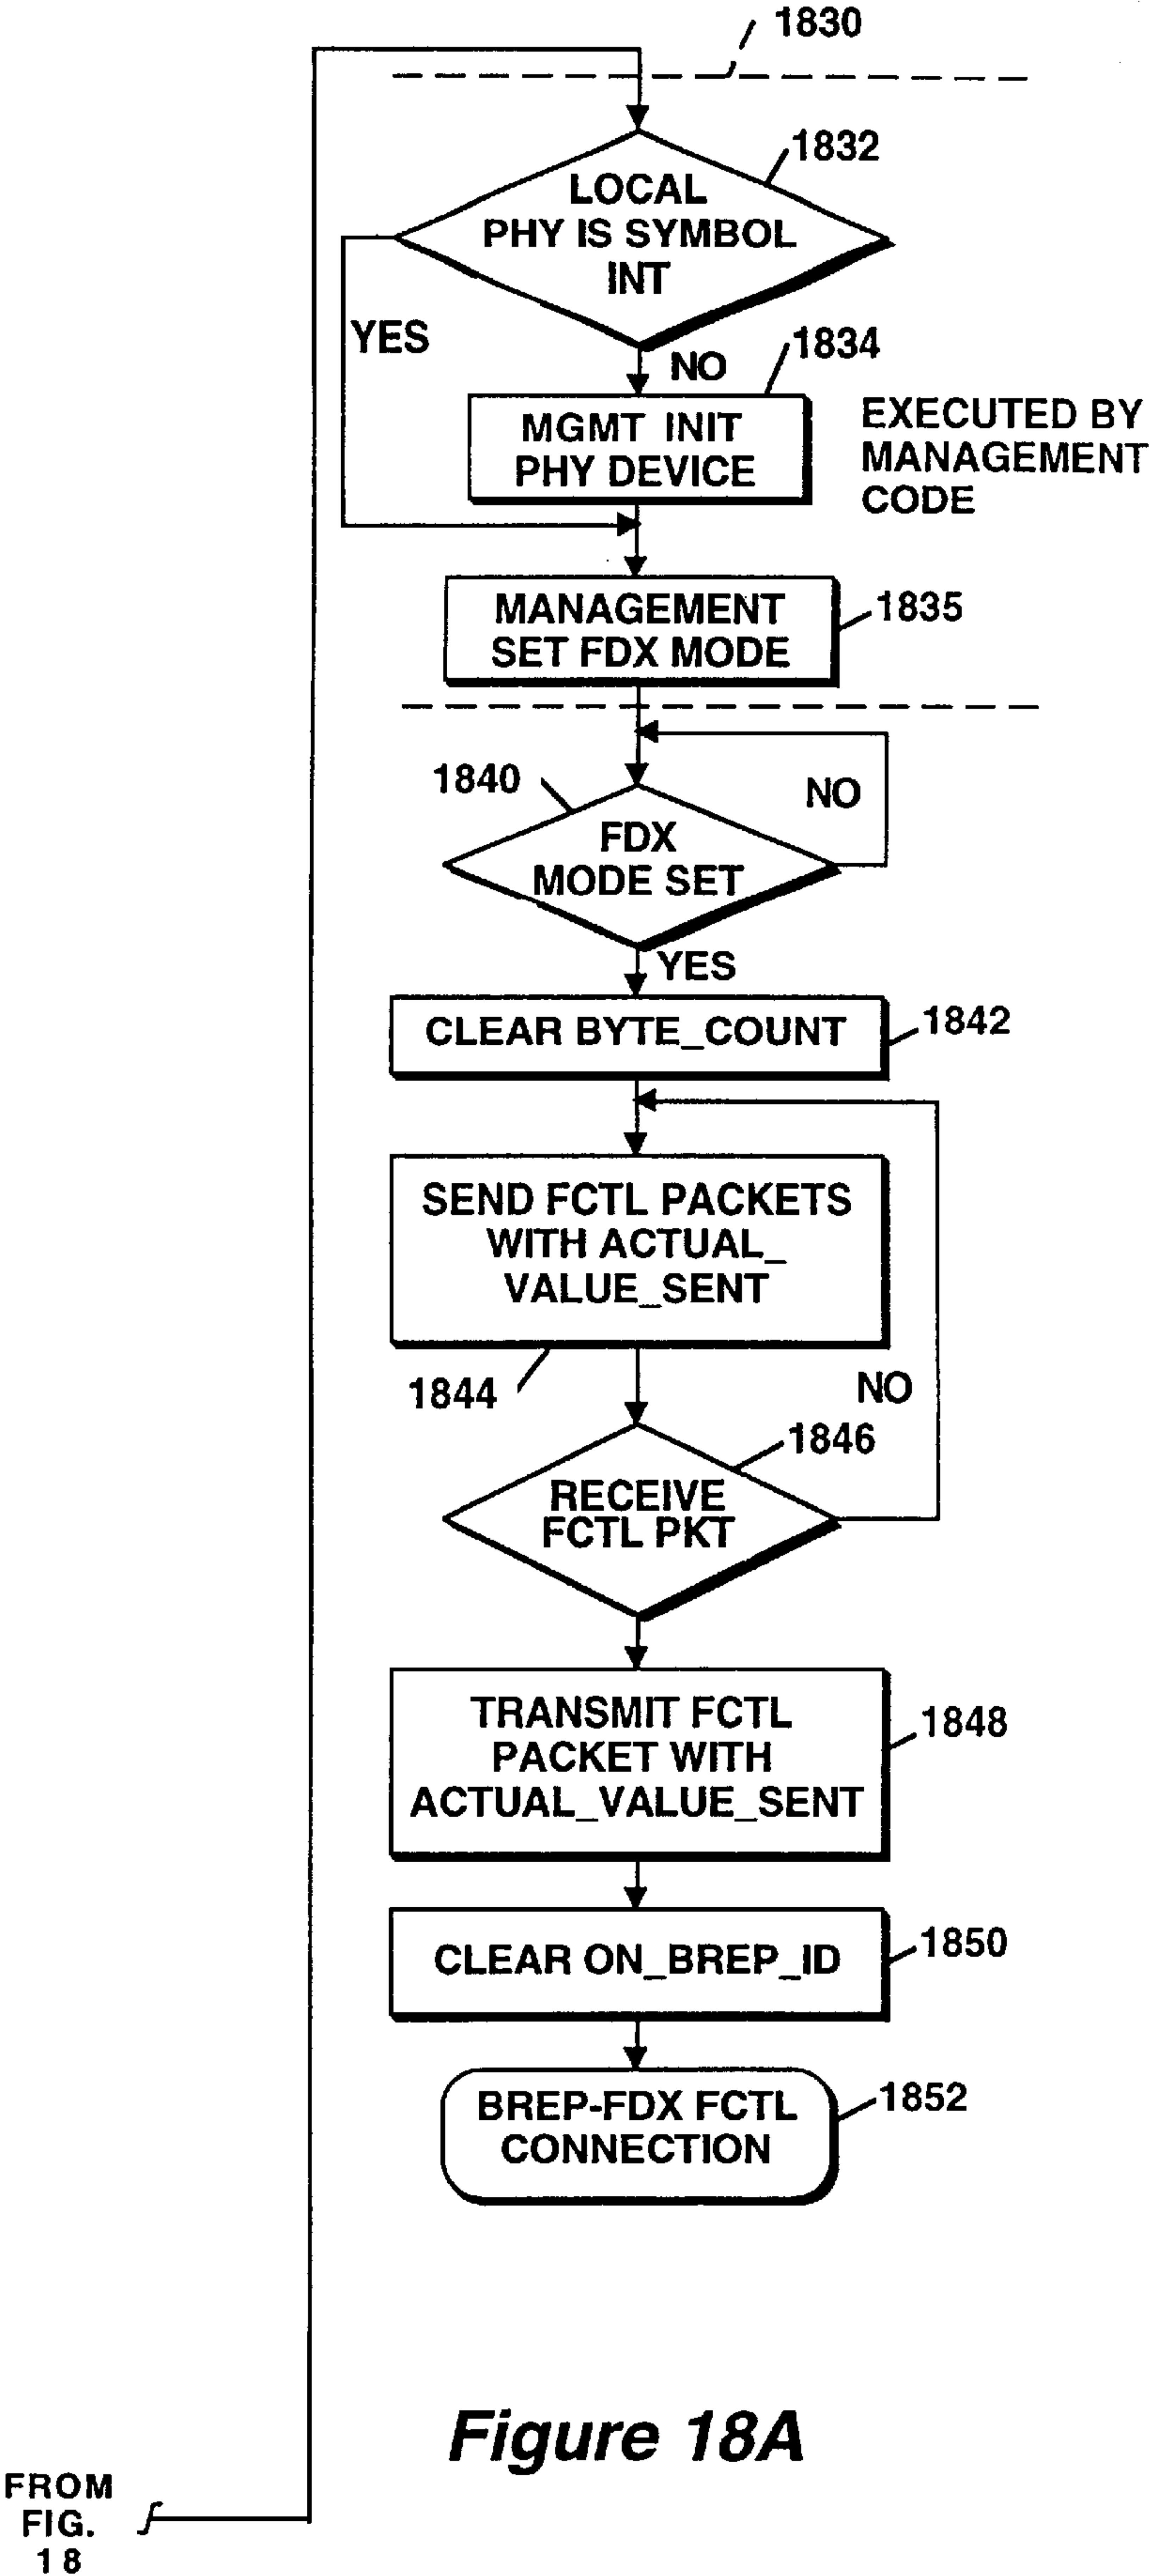 1830
1832
LOCAL
PHY IS SYMBOL
INT
YES
NO
1834
MGMT INIT
PHY DEVICE
EXECUTED BY
MANAGEMENT
CODE
MANAGEMENT
SET FDX MODE
1835
1840
NO
FDX
MODE SET
YES
CLEAR BYTE_COUNT
1842
SEND FCTL PACKETS
WITH ACTUAL_
VALUE_SENT
1844
NO
1846
RECEIVE
FCTL PKT
TRANSMIT FCTL
PACKET WITH
ACTUAL_VALUE_SENT
1848
CLEAR ON_BREP_ID
1850
BREP-FDX FCTL
CONNECTION
1852
Figure 18A
FROM
FIG.
18